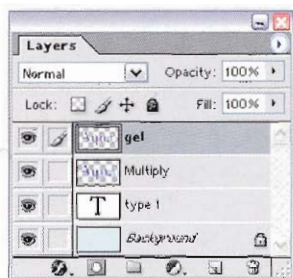 Layers
Normal Opacity: 100%
Lock: Fill: 100%
gel
Multiply
T type 1
Background